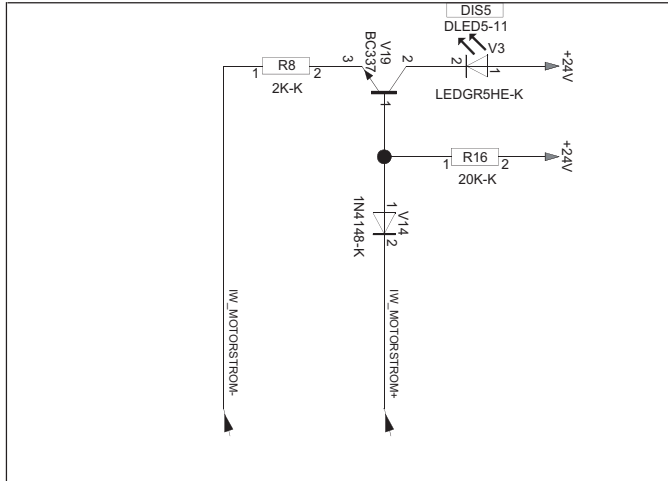 DIS5
DLED5-11
V3
+24V
2
1
LEDGR5HE-K
V19
BC337
3
2
1
1
R8
2
2K-K
1
R16
2
20K-K
+24V
1
V14
1N4148-K
2
IW_MOTORSTROM-
IW_MOTORSTROM+